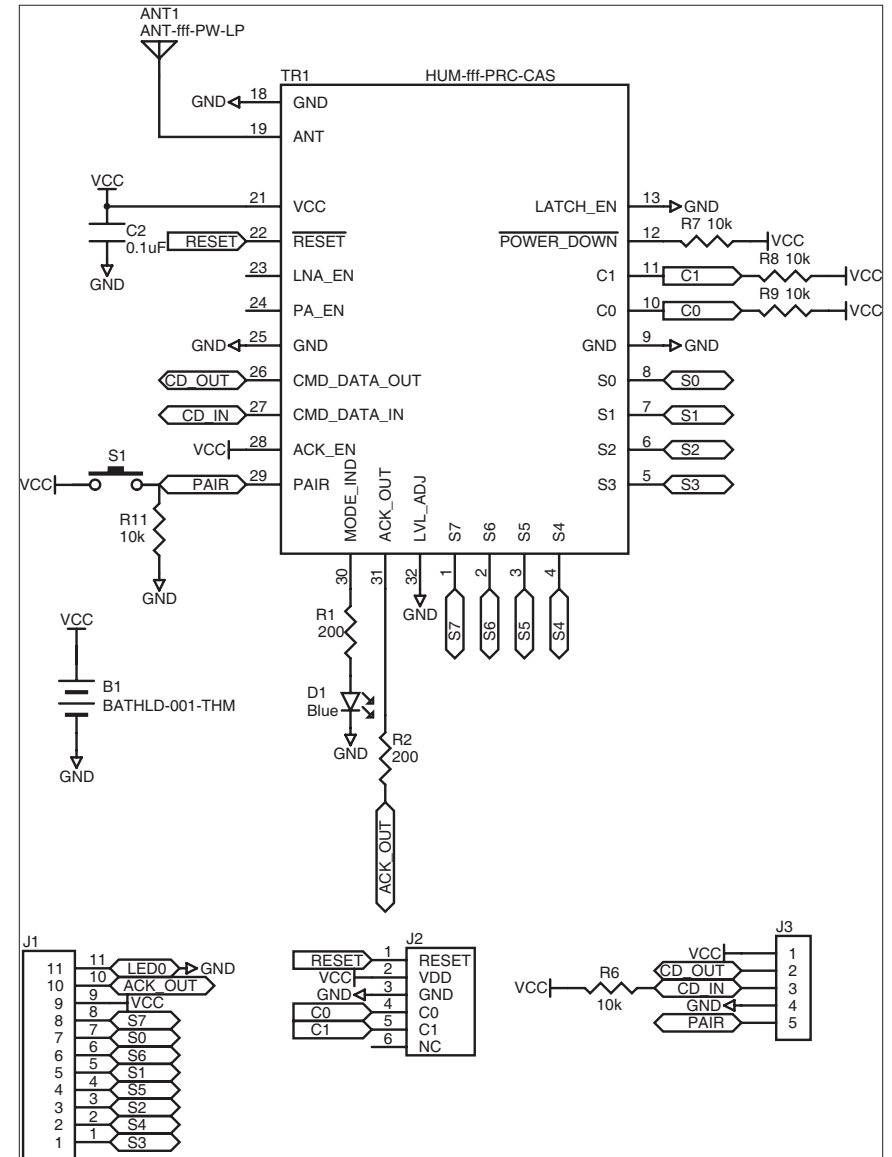 ANT1
ANT-fff-PW-LP
TR1
HUM-fff-PRC-CAS
GND 18 GND
19 ANT
VCC
21 VCC
C2
0.1uF
GND
RESET 22 RESET
23 LNA_EN
24 PA_EN
GND 25 GND
CD_OUT 26 CMD_DATA_OUT
CD_IN 27 CMD_DATA_IN
VCC 28 ACK_EN
S1
VCC PAIR 29 PAIR
R11
10k
GND
LATCH_EN 13 GND
R7 10k
POWER_DOWN 12 VCC
R8 10k
C1 11 C1 VCC
R9 10k
C0 10 C0 VCC
GND 9 GND
S0 8 S0
S1 7 S1
S2 6 S2
S3 5 S3
MODE_IND 30
ACK_OUT 31
LVL_ADJ 32 GND
S7 1 S7
S6 2 S6
S5 3 S5
S4 4 S4
R1
200
D1
Blue
GND
R2
200
ACK_OUT
VCC
B1
BATHLD-001-THM
GND
J1
11 11 LED0 GND
10 10 ACK_OUT
9 9 VCC
8 8 S7
7 7 S0
6 6 S6
5 5 S1
4 4 S5
3 3 S2
2 2 S4
1 1 S3
J2
RESET 1 RESET
VCC 2 VDD
GND 3 GND
C0 4 C0
C1 5 C1
6 NC
J3
VCC 1
CD_OUT 2
VCC R6 CD_IN 3
10k
GND 4
PAIR 5